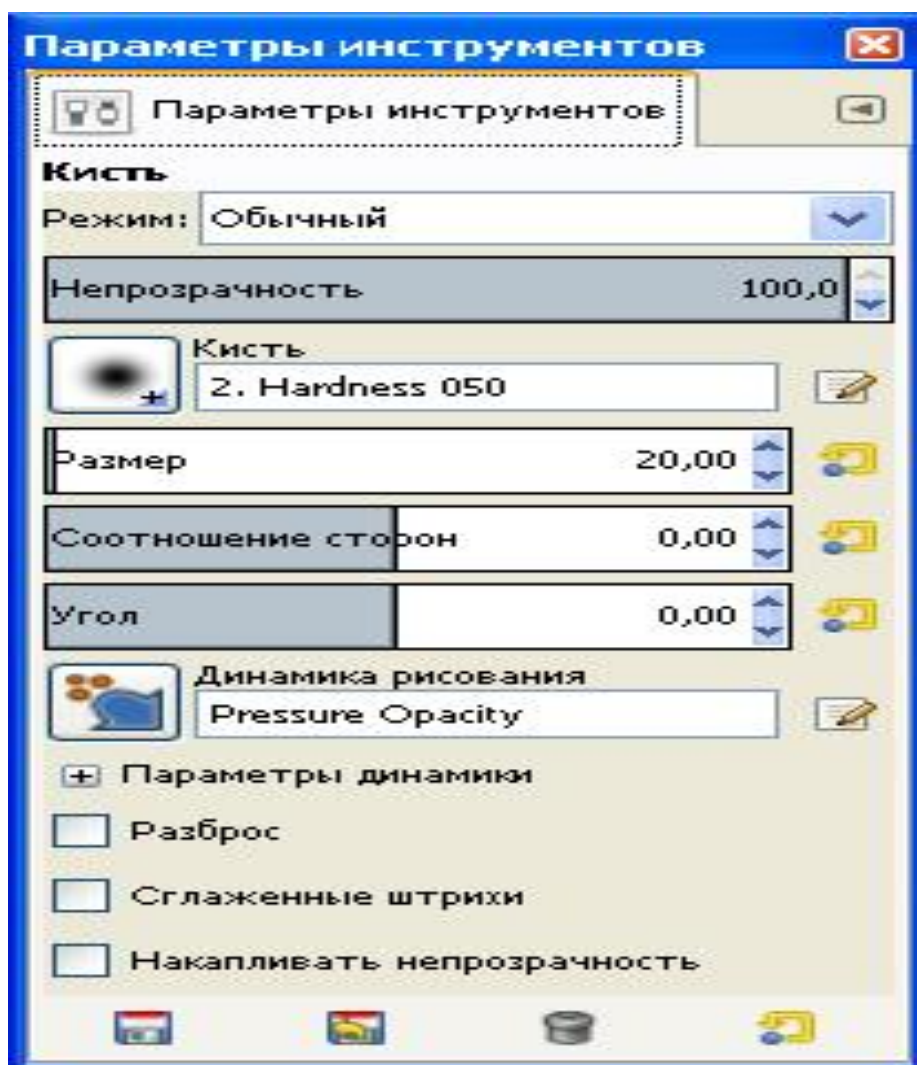 Параметры инструментов
Параметры инструментов
Кисть
Режим: Обычный
Непрозрачность 100,0
Кисть
2. Hardness 050
Размер 20,00
Соотношение сторон 0,00
Угол 0,00
Динамика рисования
Pressure Opacity
Параметры динамики
Разброс
Сглаженные штрихи
Накапливать непрозрачность